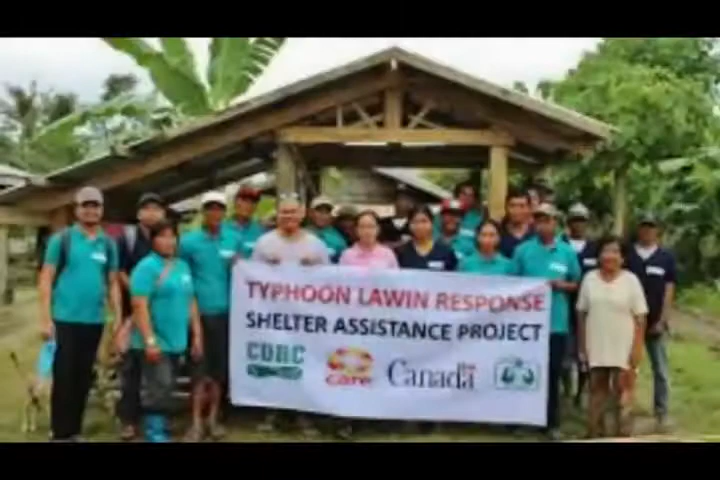 TYPHOON LAWIN RESPONSE
SHELTER ASSISTANCE PROJECT
CDRC care Canada